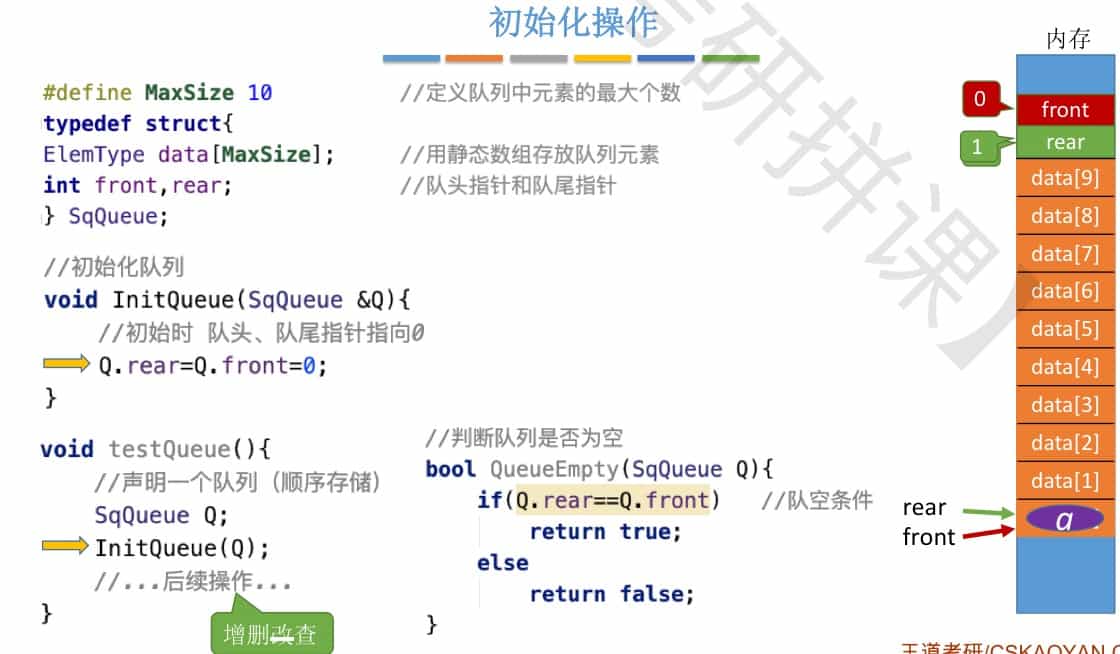 初始化操作
#define MaxSize 10 //定义队列中元素的最大个数
typedef struct{
ElemType data[MaxSize]; //用静态数组存放队列元素
int front,rear; //队头指针和队尾指针
} SqQueue;
//初始化队列
void InitQueue(SqQueue &Q){
//初始时 队头、队尾指针指向0
Q.rear=Q.front=0;
}
void testQueue(){
//声明一个队列（顺序存储）
SqQueue Q;
InitQueue(Q);
//...后续操作...
}
增删改查
//判断队列是否为空
bool QueueEmpty(SqQueue Q){
if(Q.rear==Q.front) //队空条件
return true;
else
return false;
}
内存
0
front
1
rear
data[9]
data[8]
data[7]
data[6]
data[5]
data[4]
data[3]
data[2]
data[1]
rear
front
a
研拼课】
王道考研/CSKAOYAN.